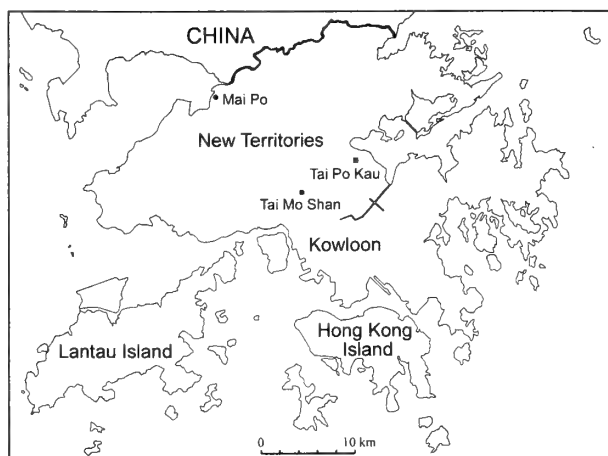 CHINA
Mai Po
New Territories
Tai Po Kau
Tai Mo Shan
Kowloon
Hong Kong
Island
Lantau Island
0 10 km